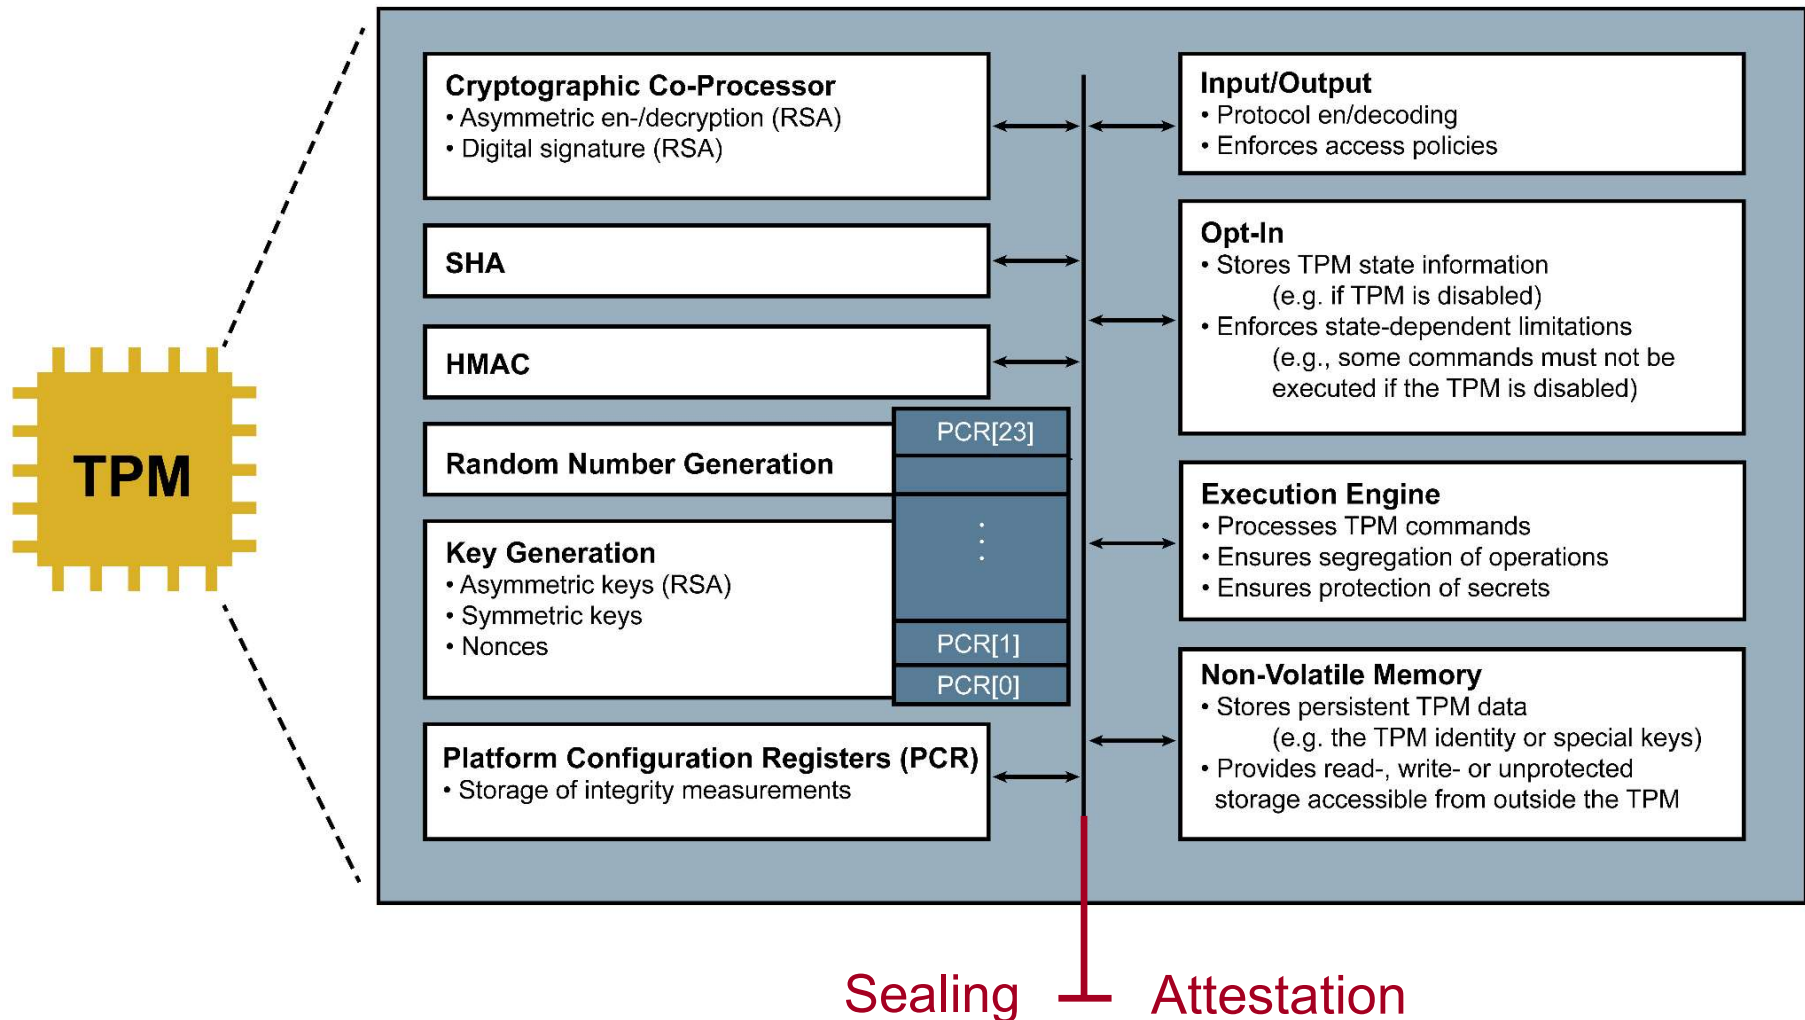 TPM
Cryptographic Co-Processor
• Asymmetric en-/decryption (RSA)
• Digital signature (RSA)
SHA
HMAC
Random Number Generation
Key Generation
• Asymmetric keys (RSA)
• Symmetric keys
• Nonces
PCR[23]
⋮
PCR[1]
PCR[0]
Platform Configuration Registers (PCR)
• Storage of integrity measurements
Input/Output
• Protocol en/decoding
• Enforces access policies
Opt-In
• Stores TPM state information
(e.g. if TPM is disabled)
• Enforces state-dependent limitations
(e.g., some commands must not be
executed if the TPM is disabled)
Execution Engine
• Processes TPM commands
• Ensures segregation of operations
• Ensures protection of secrets
Non-Volatile Memory
• Stores persistent TPM data
(e.g. the TPM identity or special keys)
• Provides read-, write- or unprotected
storage accessible from outside the TPM
Sealing
Attestation